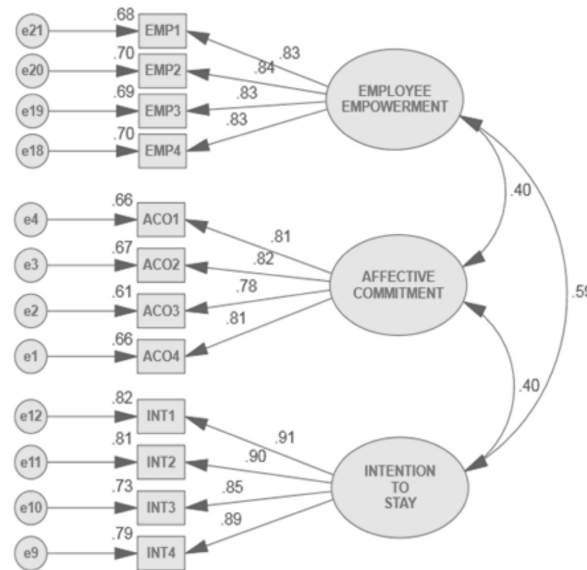 .68
e21
EMP1
.83
.70
e20
EMP2
.84
.69
e19
EMP3
.83
.70
e18
EMP4
.83
EMPLOYEE
EMPOWERMENT
.40
.66
e4
ACO1
.81
.67
e3
ACO2
.82
.61
e2
ACO3
.78
.66
e1
ACO4
.81
AFFECTIVE
COMMITMENT
.59
.40
.82
e12
INT1
.91
.81
e11
INT2
.90
.73
e10
INT3
.85
.79
e9
INT4
.89
INTENTION
TO
STAY